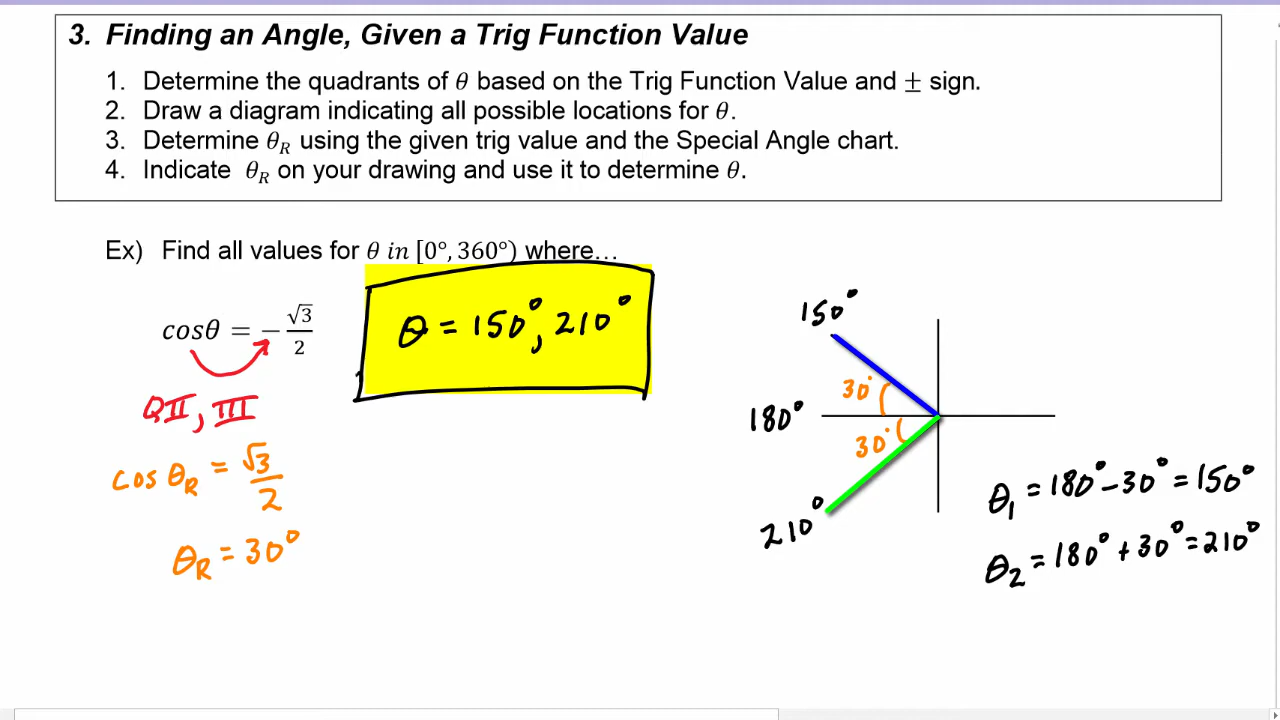 3. Finding an Angle, Given a Trig Function Value
1. Determine the quadrants of θ based on the Trig Function Value and ± sign.
2. Draw a diagram indicating all possible locations for θ.
3. Determine θ_R using the given trig value and the Special Angle chart.
4. Indicate θ_R on your drawing and use it to determine θ.
Ex) Find all values for θ in [0°, 360°) where…
cosθ = −√3/2
θ = 150°, 210°
QII, III
cos θ_R = √3/2
θ_R = 30°
150°
30°
180°
30°
210°
θ₁ = 180° − 30° = 150°
θ₂ = 180° + 30° = 210°